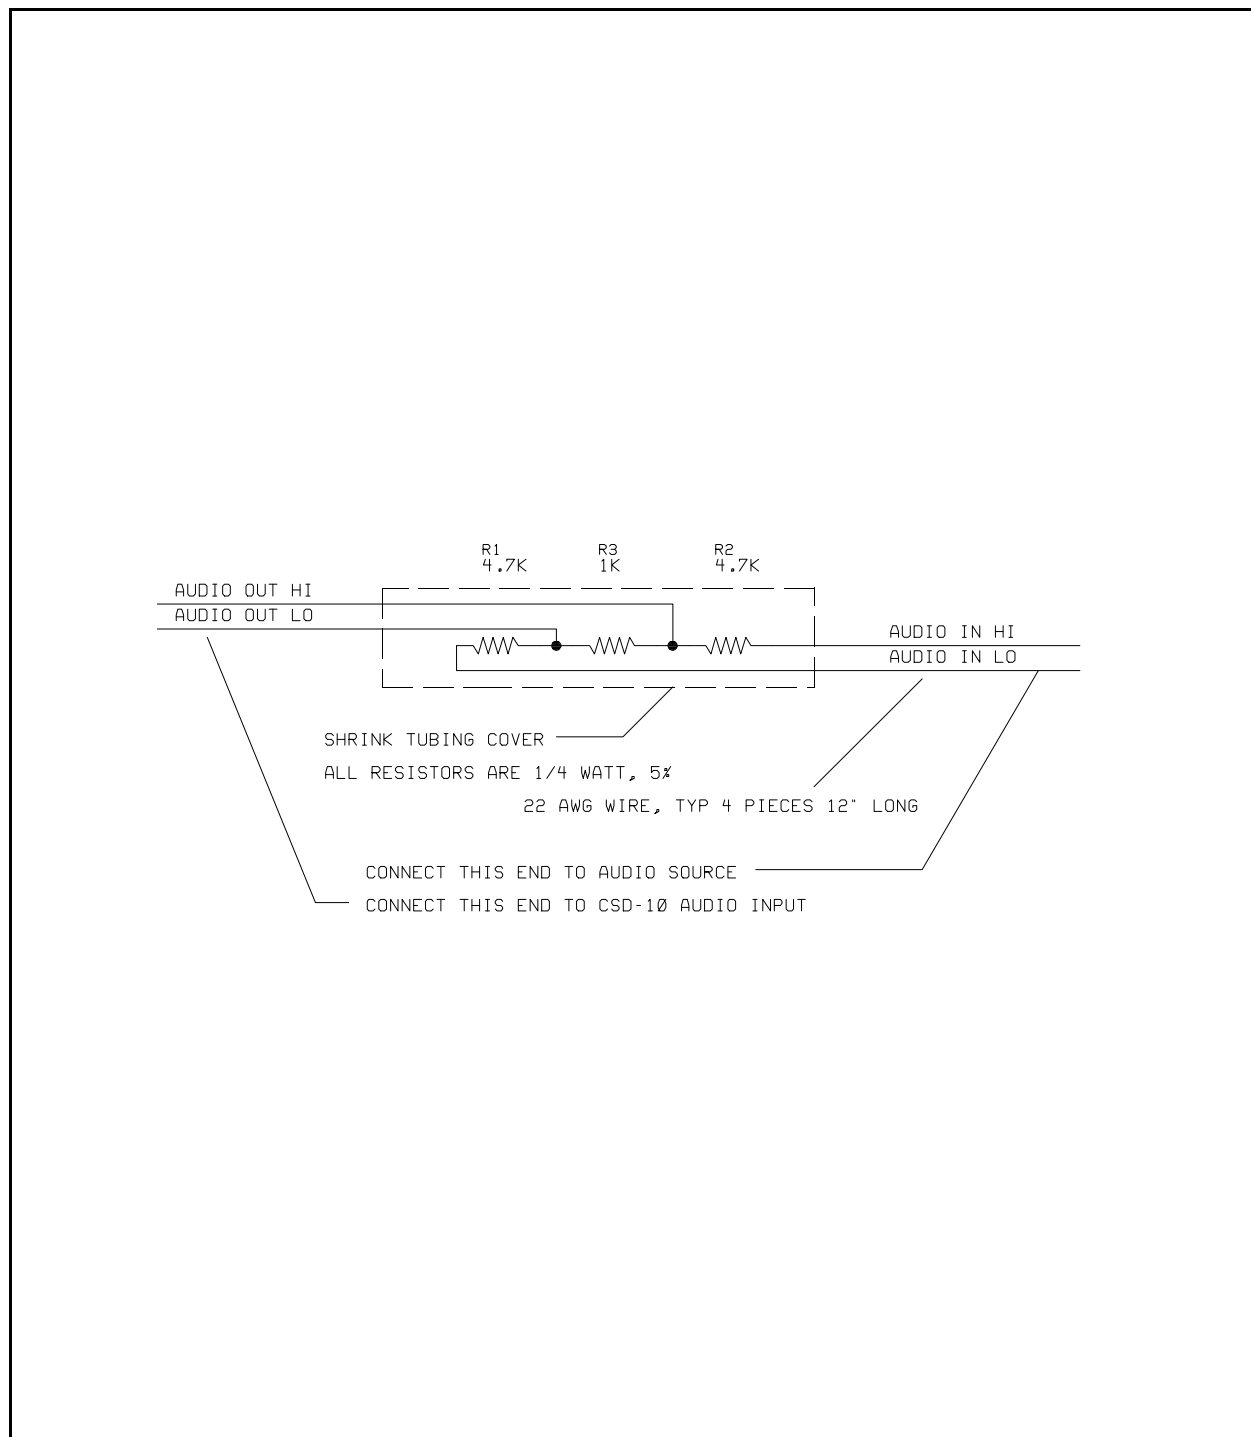 R1
4.7K
R3
1K
R2
4.7K
AUDIO OUT HI
AUDIO OUT LO
AUDIO IN HI
AUDIO IN LO
SHRINK TUBING COVER
ALL RESISTORS ARE 1/4 WATT, 5%
22 AWG WIRE, TYP 4 PIECES 12" LONG
CONNECT THIS END TO AUDIO SOURCE
CONNECT THIS END TO CSD-1Ø AUDIO INPUT